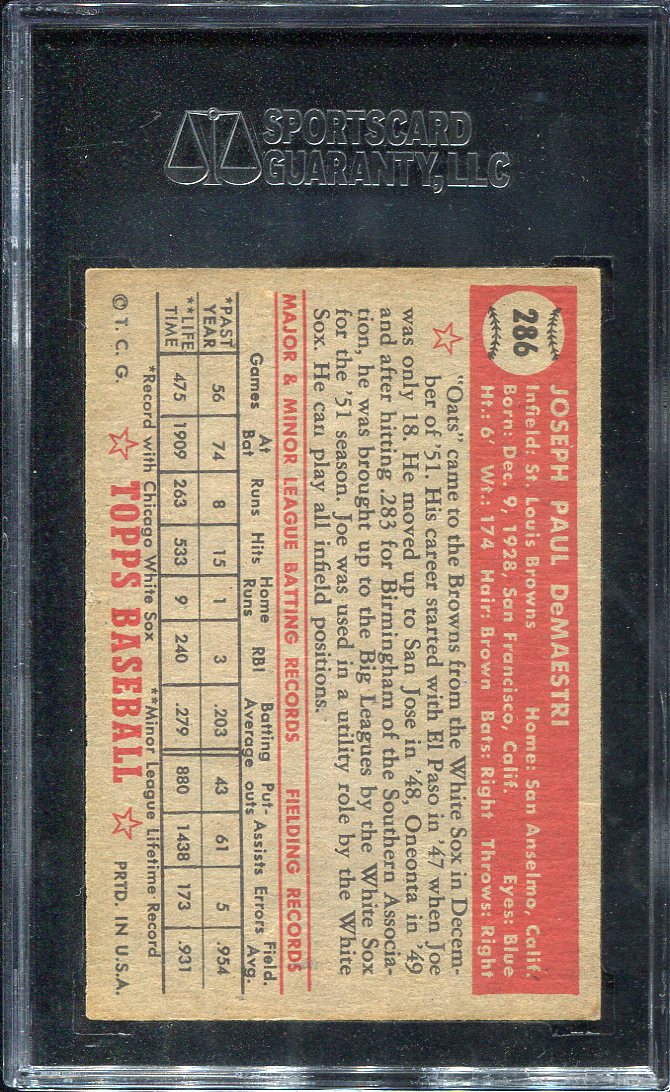 SPORTSCARD
GUARANTY, LLC
286
JOSEPH PAUL DeMAESTRI
Infield: St. Louis Browns Home: San Anselmo, Calif.
Born: Dec. 9, 1928, San Francisco, Calif. Eyes: Blue
Ht.: 6' Wt.: 174 Hair: Brown Bats: Right Throws: Right
"Oats" came to the Browns from the White Sox in Decem-
ber of '51. His career started with El Paso in '47 when Joe
was only 18. He moved up to San Jose in '48, Oneonta in '49
and after hitting .283 for Birmingham of the Southern Associa-
tion, he was brought up to the Big Leagues by the White Sox
for the '51 season. Joe was used in a utility role by the White
Sox. He can play all infield positions.
MAJOR & MINOR LEAGUE BATTING RECORDS FIELDING RECORDS
Games At Bat Runs Hits Home Runs RBI Batting Average Put-outs Assists Errors Field. Avg.
*PAST YEAR 56 74 8 15 1 3 .203 43 61 5 .954
**LIFE TIME 475 1909 263 533 9 240 .279 880 1438 173 .931
*Record with Chicago White Sox **Minor League Lifetime Record
© T. C. G. TOPPS BASEBALL PRTD. IN U.S.A.